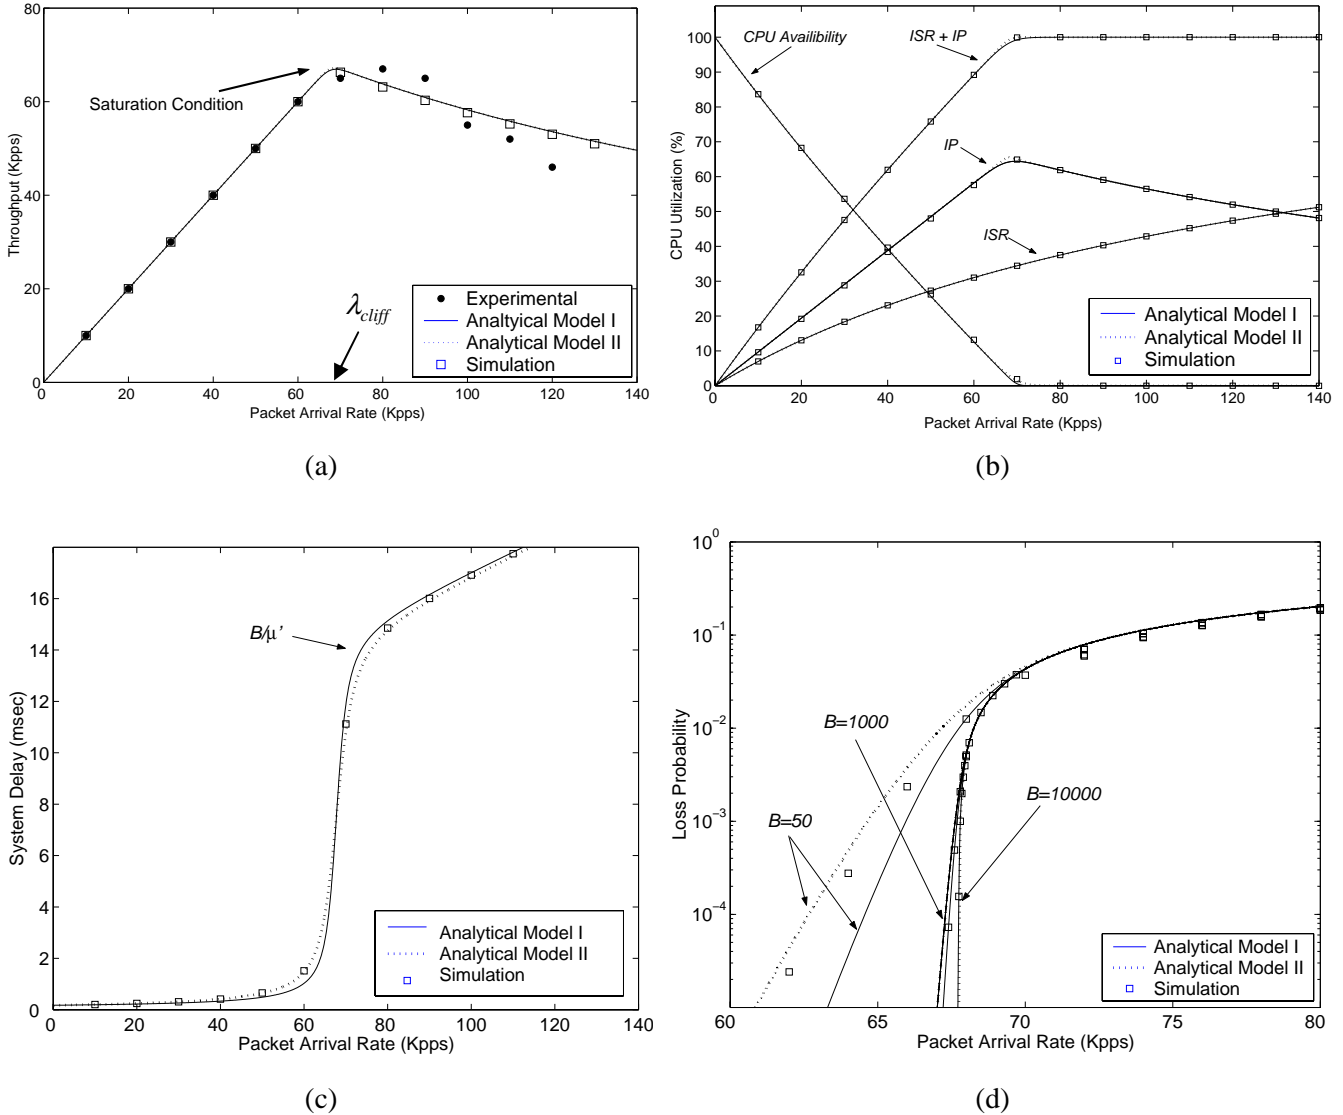 80
60
40
20
0
Throughput (Kpps)
Saturation Condition
λcliff
Experimental
Analtyical Model I
Analytical Model II
Simulation
0 20 40 60 80 100 120 140
Packet Arrival Rate (Kpps)
(a)
100
90
80
70
60
50
40
30
20
10
0
CPU Utilization (%)
CPU Availibility
ISR + IP
IP
ISR
Analytical Model I
Analytical Model II
Simulation
0 20 40 60 80 100 120 140
Packet Arrival Rate (Kpps)
(b)
16
14
12
10
8
6
4
2
0
System Delay (msec)
B/μ'
Analytical Model I
Analytical Model II
Simulation
0 20 40 60 80 100 120 140
Packet Arrival Rate (Kpps)
(c)
10^0
10^-1
10^-2
10^-3
10^-4
Loss Probability
B=1000
B=10000
B=50
Analytical Model I
Analytical Model II
Simulation
60 65 70 75 80
Packet Arrival Rate (Kpps)
(d)